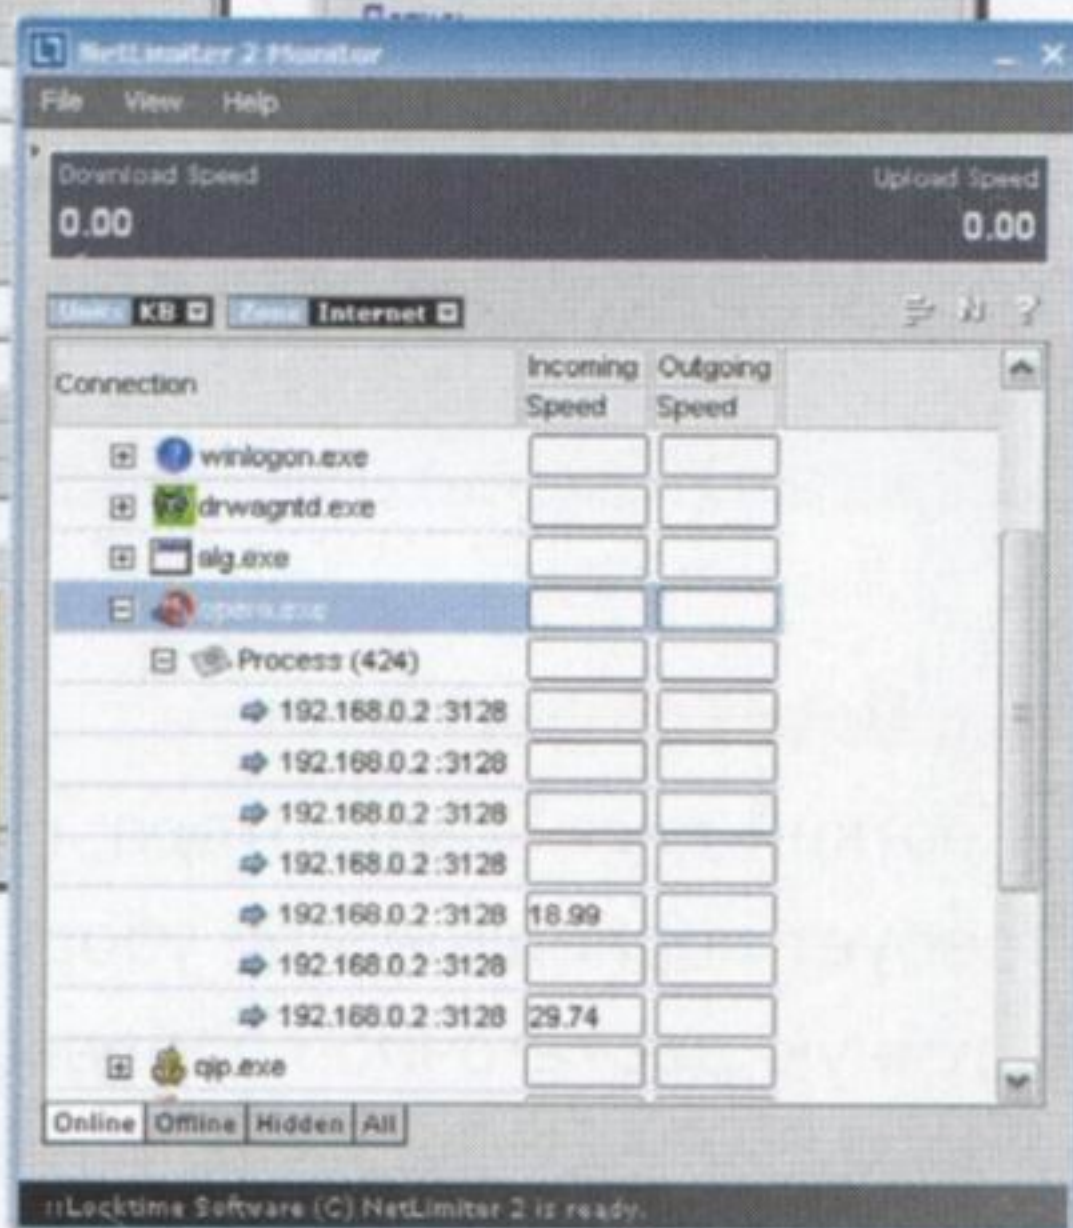 NetLimiter 2 Monitor
File View Help
Download Speed Upload Speed
0.00 0.00
Units KB Zone Internet
Connection Incoming Speed Outgoing Speed
winlogon.exe
drwagntd.exe
alg.exe
opera.exe
Process (424)
192.168.0.2 :3128
192.168.0.2 :3128
192.168.0.2 :3128
192.168.0.2 :3128
192.168.0.2 :3128 18.99
192.168.0.2 :3128
192.168.0.2 :3128 29.74
qip.exe
Online Offline Hidden All
::Locktime Software (C) NetLimiter 2 is ready.